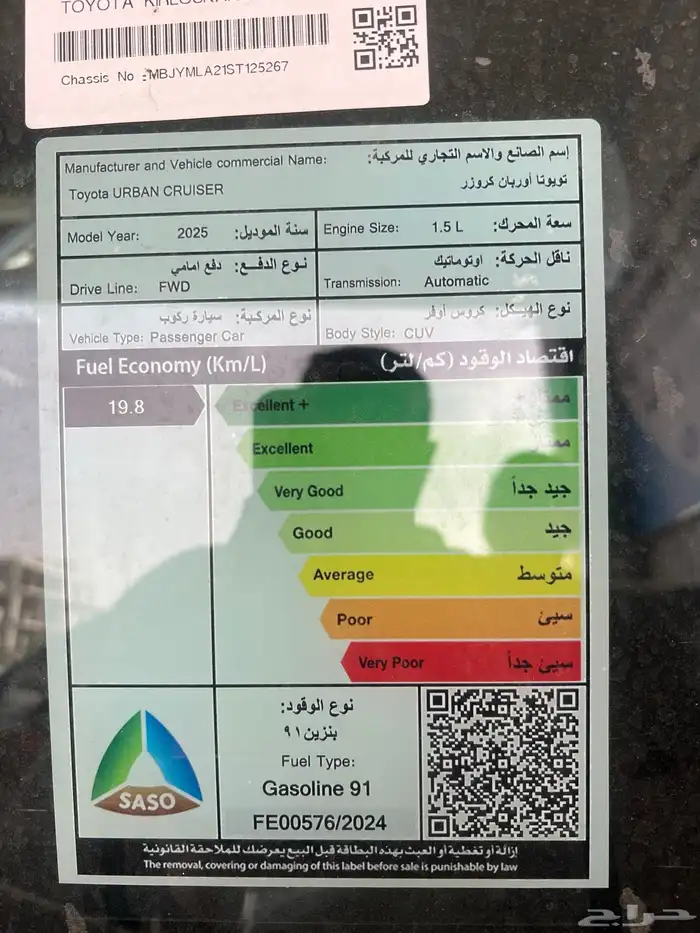 TOYOTA
Chassis No :-MBJYMLA21ST125267
Manufacturer and Vehicle commercial Name: إسم الصانع والاسم التجاري للمركبة:
Toyota URBAN CRUISER تويوتا أوربان كروزر
Model Year: 2025 سنة الموديل: Engine Size: 1.5 L سعة المحرك:
نوع الدفع: دفع امامي ناقل الحركة: اوتوماتيك
Drive Line: FWD Transmission: Automatic
نوع المركبة: سيارة ركوب نوع الهيكل: كروس أوفر
Vehicle Type: Passenger Car Body Style: CUV
Fuel Economy (Km/L) اقتصاد الوقود (كم/لتر)
19.8 Excellent + ممتاز +
Excellent ممتاز
Very Good جيد جداً
Good جيد
Average متوسط
Poor سيئ
Very Poor سيئ جداً
نوع الوقود:
بنزين ٩١
Fuel Type:
Gasoline 91
SASO
FE00576/2024
إزالة أو تغطية أو العبث بهذه البطاقة قبل البيع يعرضك للملاحقة القانونية
The removal, covering or damaging of this label before sale is punishable by law
حراج